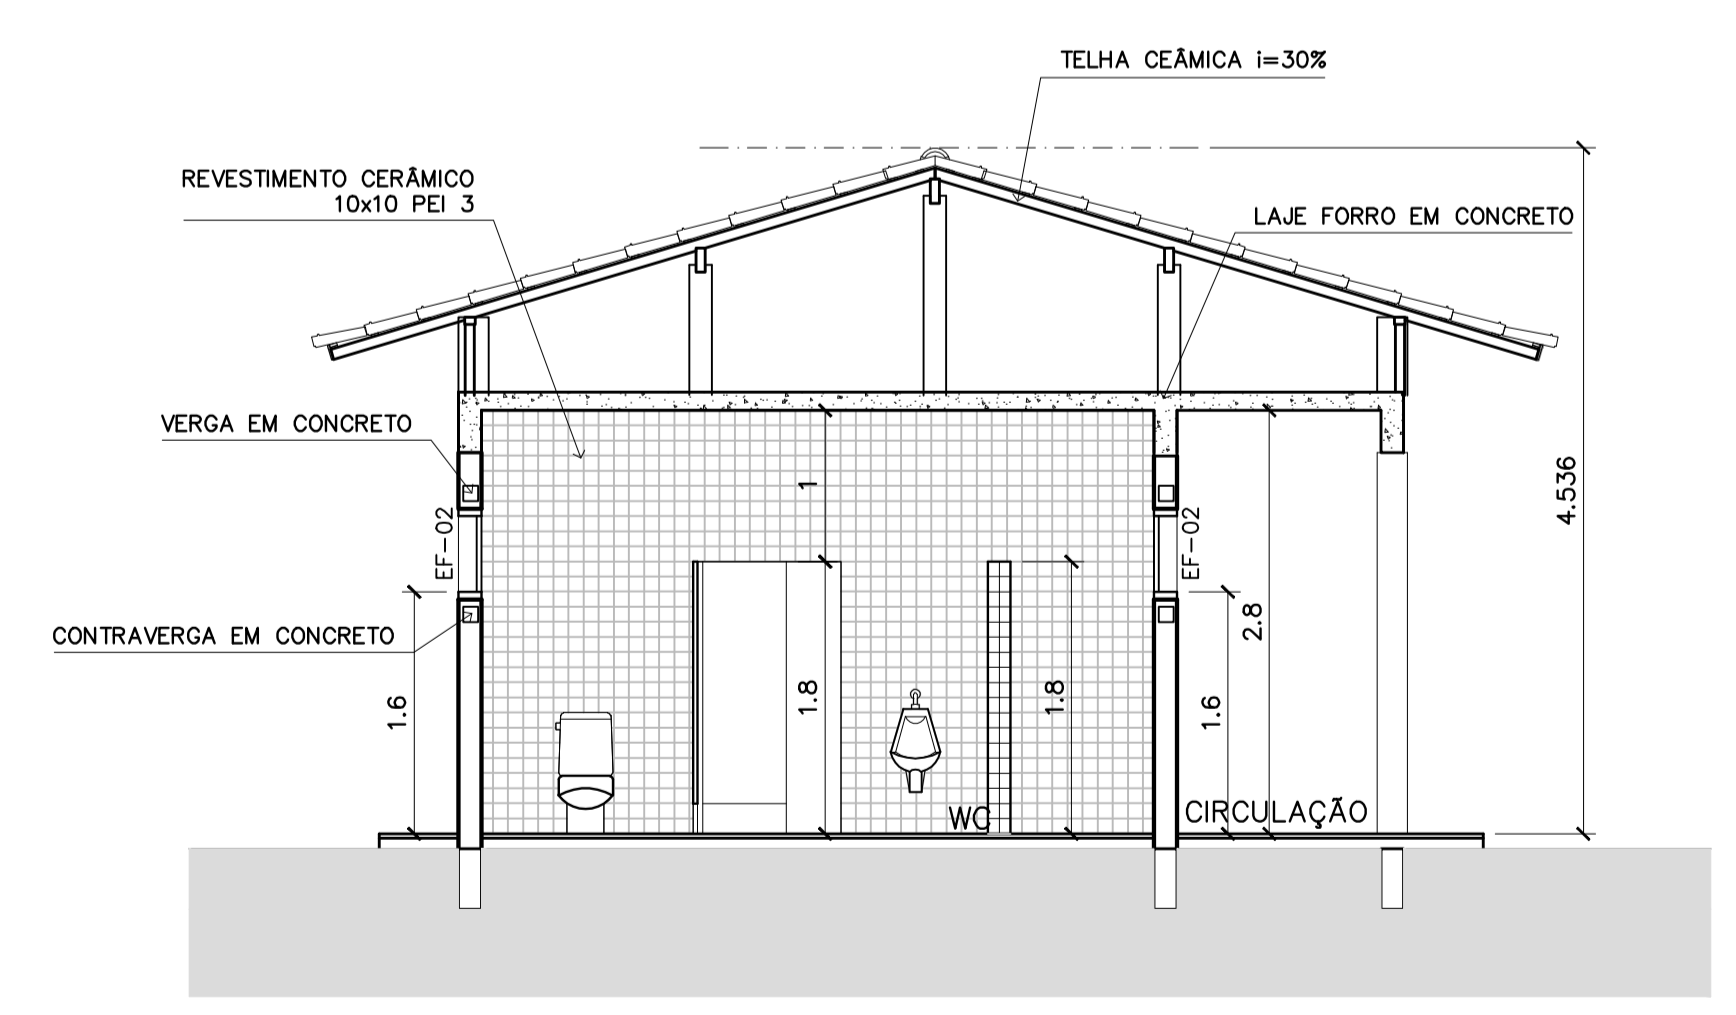 TELHA CEÂMICA i=30%
REVESTIMENTO CERÂMICO
10x10 PEI 3
LAJE FORRO EM CONCRETO
VERGA EM CONCRETO
1
4.536
EF-02
EF-02
CONTRAVERGA EM CONCRETO
2.8
1.6
1.8
1.8
1.6
WC
CIRCULAÇÃO